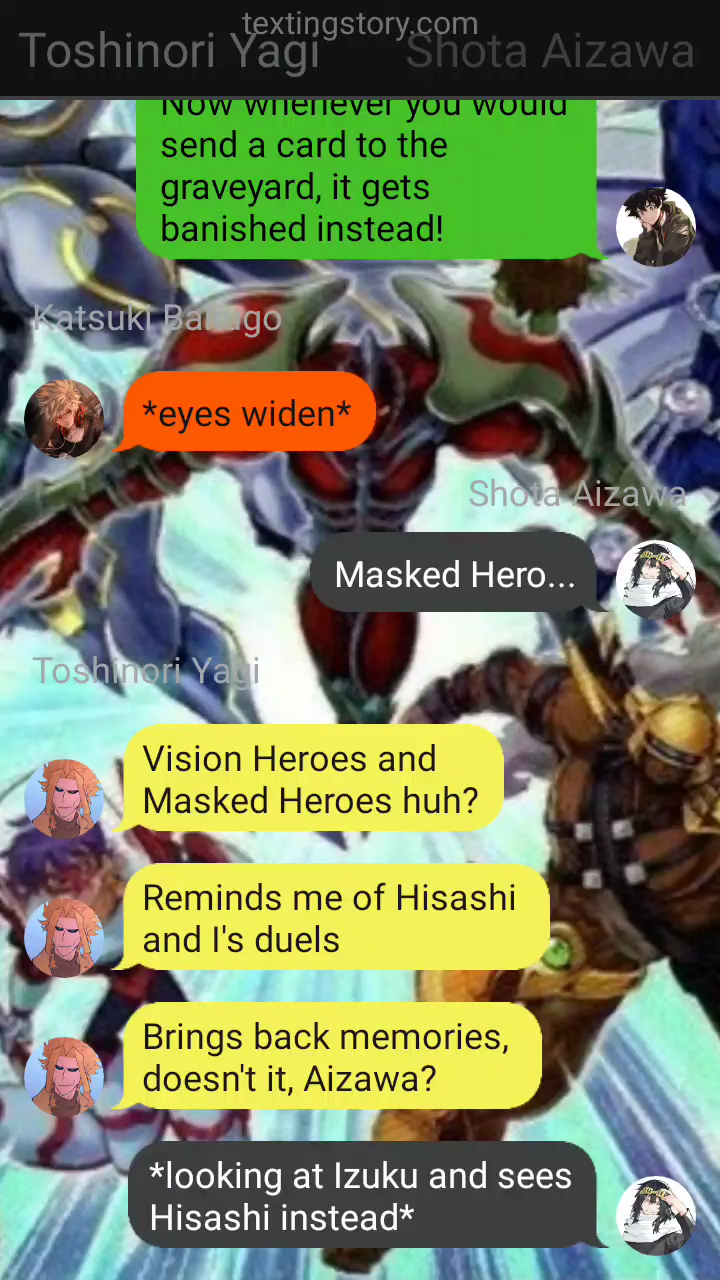 textingstory.com
Toshinori Yagi Shota Aizawa
Now whenever you would
send a card to the
graveyard, it gets
banished instead!
Katsuki Bakugo
*eyes widen*
Shota Aizawa
Masked Hero...
Toshinori Yagi
Vision Heroes and
Masked Heroes huh?
Reminds me of Hisashi
and I's duels
Brings back memories,
doesn't it, Aizawa?
*looking at Izuku and sees
Hisashi instead*